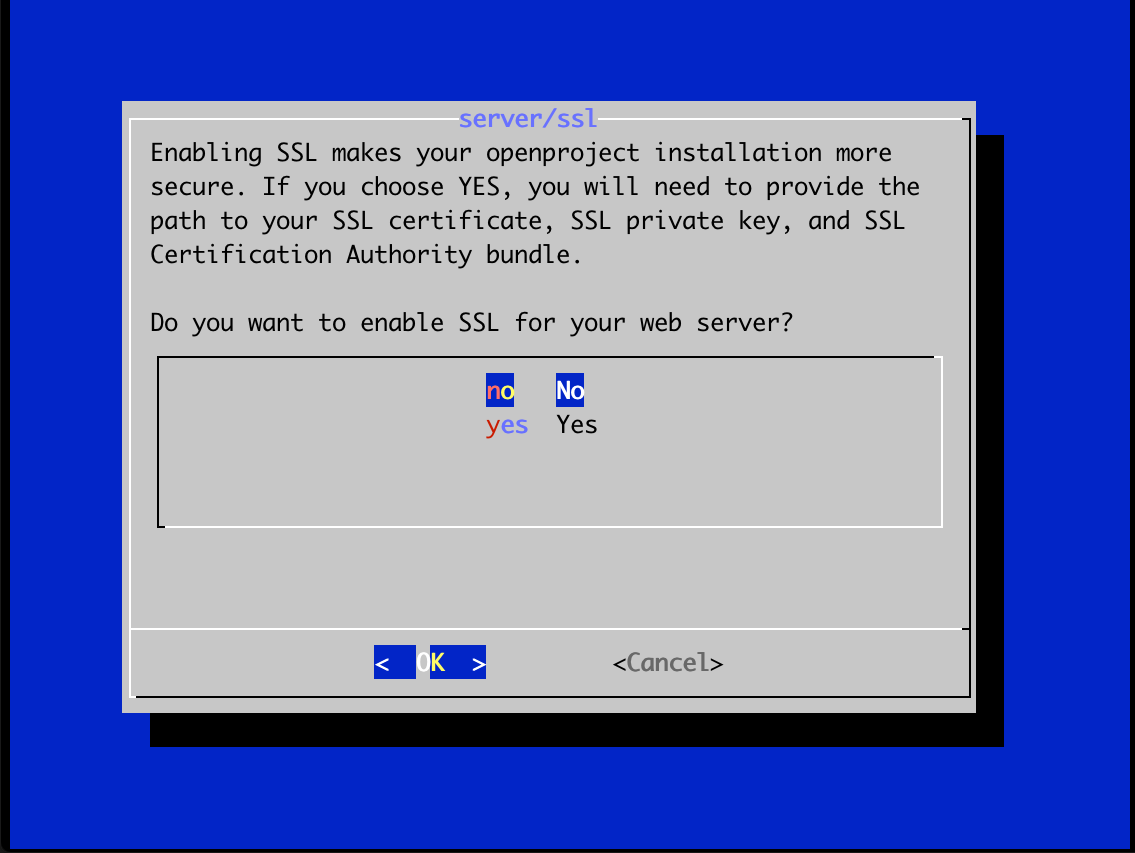 server/ssl
Enabling SSL makes your openproject installation more
secure. If you choose YES, you will need to provide the
path to your SSL certificate, SSL private key, and SSL
Certification Authority bundle.
Do you want to enable SSL for your web server?
no No
yes Yes
< OK > <Cancel>